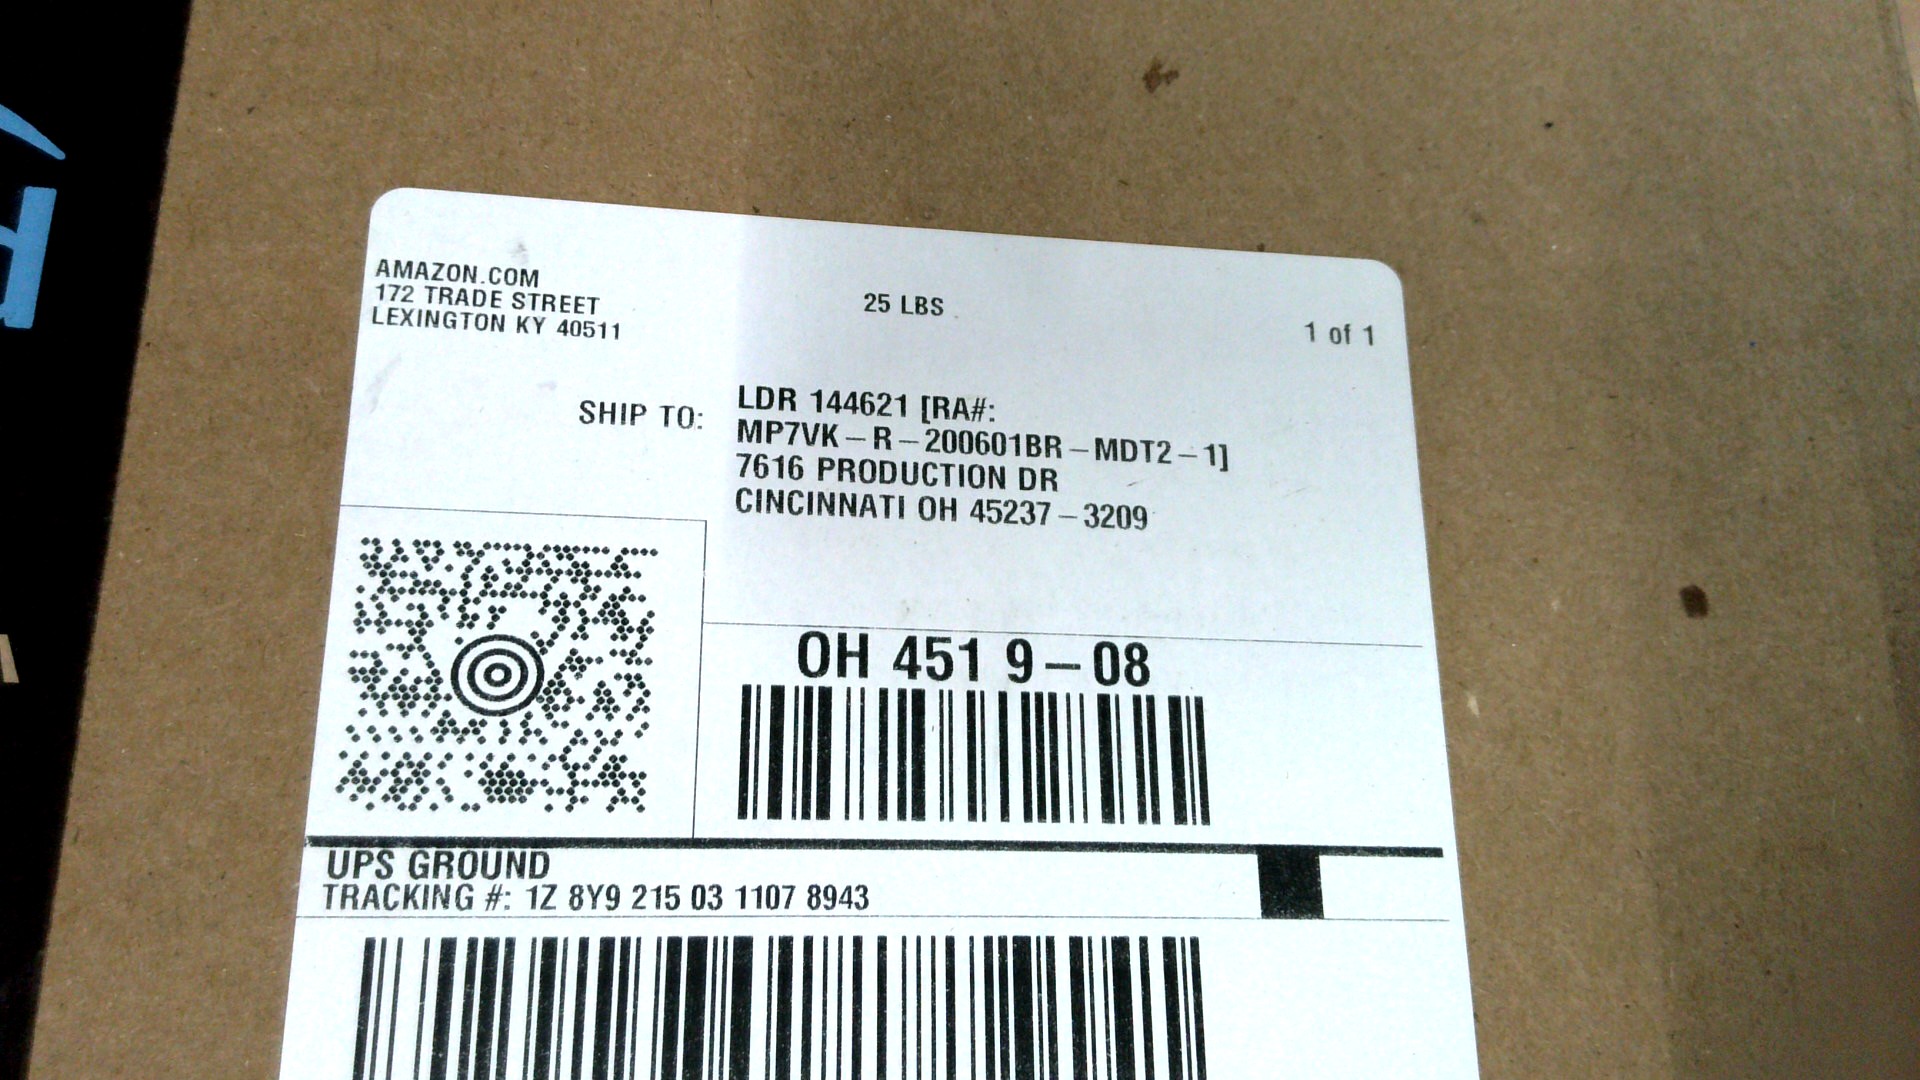 AMAZON.COM
172 TRADE STREET
LEXINGTON KY 40511
25 LBS
1 of 1
SHIP TO:
LDR 144621 [RA#:
MP7VK-R-200601BR-MDT2-1]
7616 PRODUCTION DR
CINCINNATI OH 45237-3209
OH 451 9-08
UPS GROUND
TRACKING #: 1Z 8Y9 215 03 1107 8943